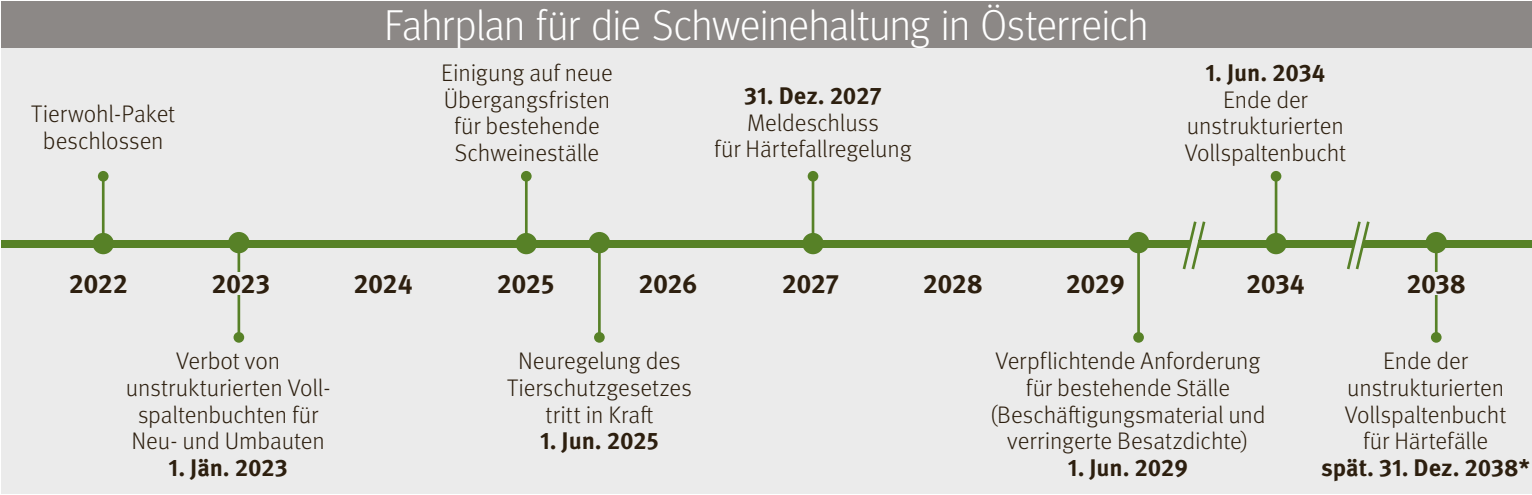 Fahrplan für die Schweinehaltung in Österreich
Tierwohl-Paket
beschlossen
Einigung auf neue
Übergangsfristen
für bestehende
Schweineställe
31. Dez. 2027
Meldeschluss
für Härtefallregelung
1. Jun. 2034
Ende der
unstrukturierten
Vollspaltenbucht
2022 2023 2024 2025 2026 2027 2028 2029 2034 2038
Verbot von
unstrukturierten Voll-
spaltenbuchten für
Neu- und Umbauten
1. Jän. 2023
Neuregelung des
Tierschutzgesetzes
tritt in Kraft
1. Jun. 2025
Verpflichtende Anforderung
für bestehende Ställe
(Beschäftigungsmaterial und
verringerte Besatzdichte)
1. Jun. 2029
Ende der
unstrukturierten
Vollspaltenbucht
für Härtefälle
spät. 31. Dez. 2038*